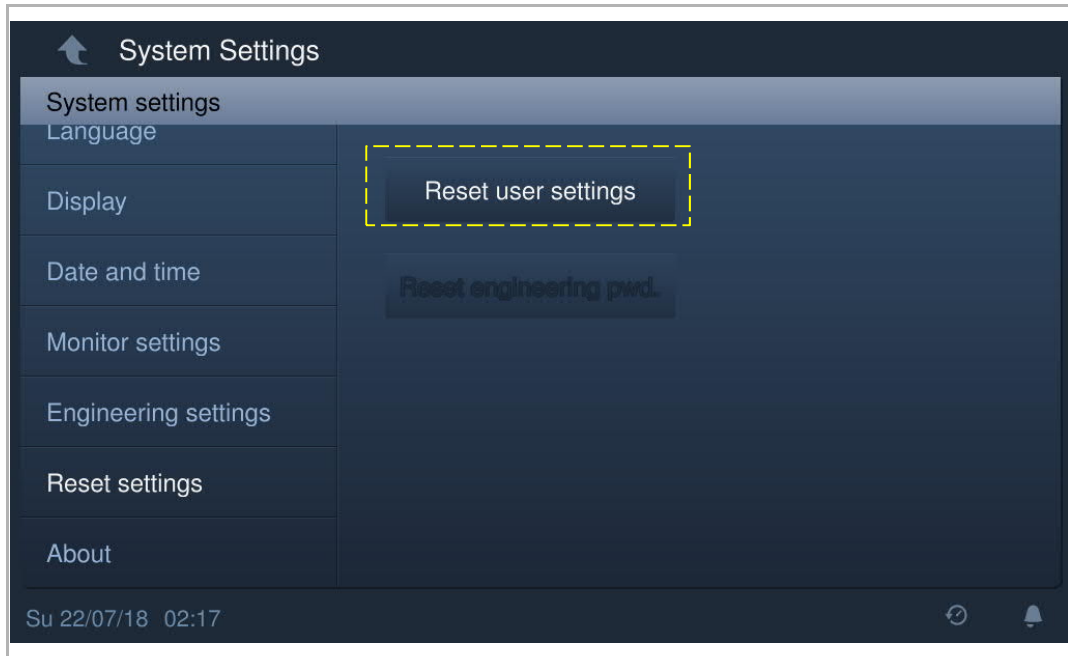 System Settings
System settings
Language
Display
Date and time
Monitor settings
Engineering settings
Reset settings
About
Reset user settings
Reset engineering pwd.
Su 22/07/18 02:17